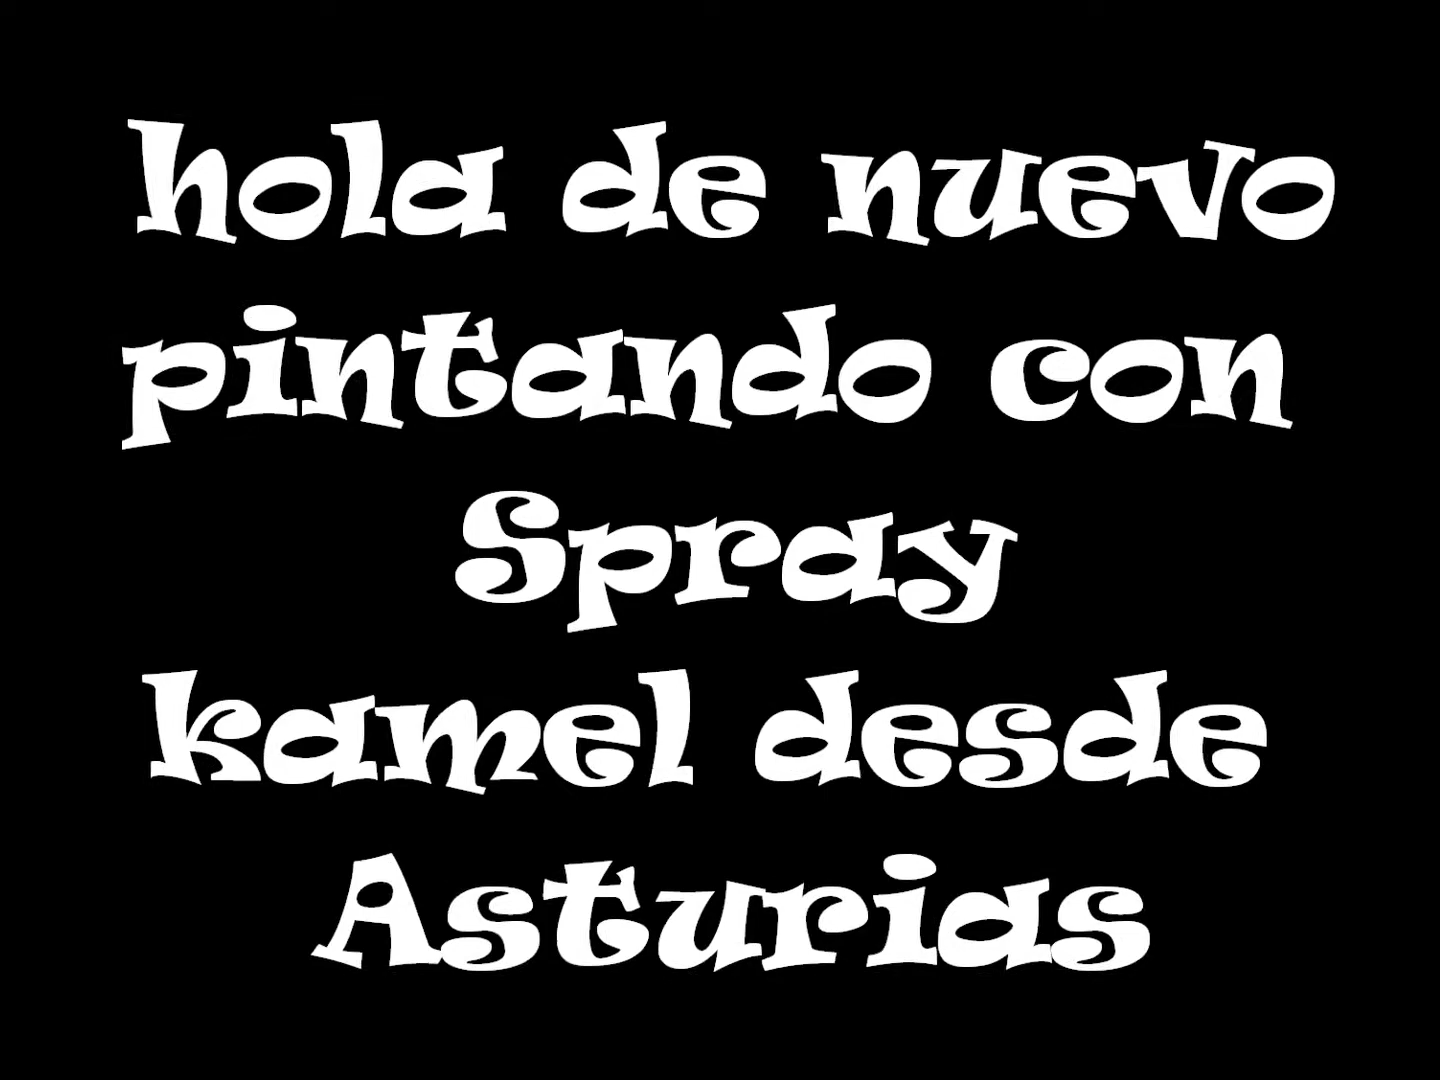 hola de nuevo
pintando con
Spray
kamel desde
Asturias